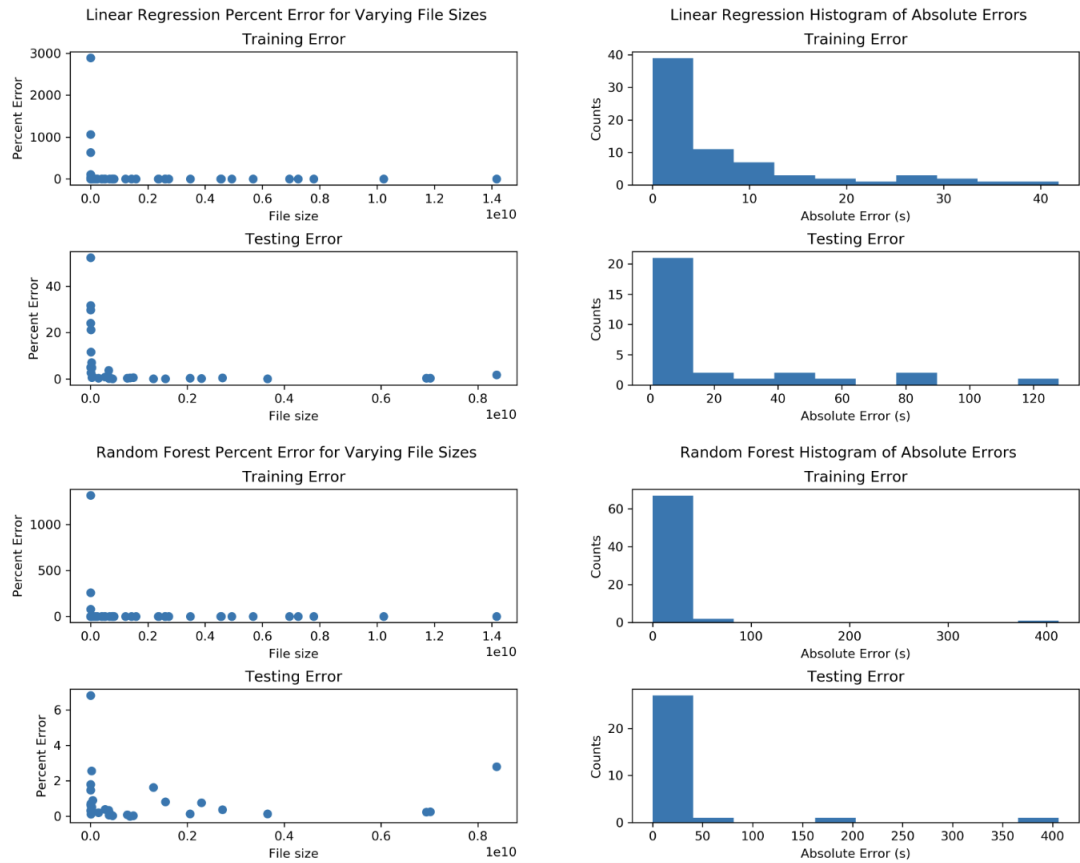 Linear Regression Percent Error for Varying File Sizes
Training Error
Percent Error
3000
2000
1000
0
0.0 0.2 0.4 0.6 0.8 1.0 1.2 1.4
File size
1e10
Testing Error
Percent Error
40
20
0
0.0 0.2 0.4 0.6 0.8
File size
1e10
Linear Regression Histogram of Absolute Errors
Training Error
Counts
40
30
20
10
0
0 10 20 30 40
Absolute Error (s)
Testing Error
Counts
20
15
10
5
0
0 20 40 60 80 100 120
Absolute Error (s)
Random Forest Percent Error for Varying File Sizes
Training Error
Percent Error
1000
500
0
0.0 0.2 0.4 0.6 0.8 1.0 1.2 1.4
File size
1e10
Testing Error
Percent Error
6
4
2
0
0.0 0.2 0.4 0.6 0.8
File size
1e10
Random Forest Histogram of Absolute Errors
Training Error
Counts
60
40
20
0
0 100 200 300 400
Absolute Error (s)
Testing Error
Counts
20
10
0
0 50 100 150 200 250 300 350 400
Absolute Error (s)